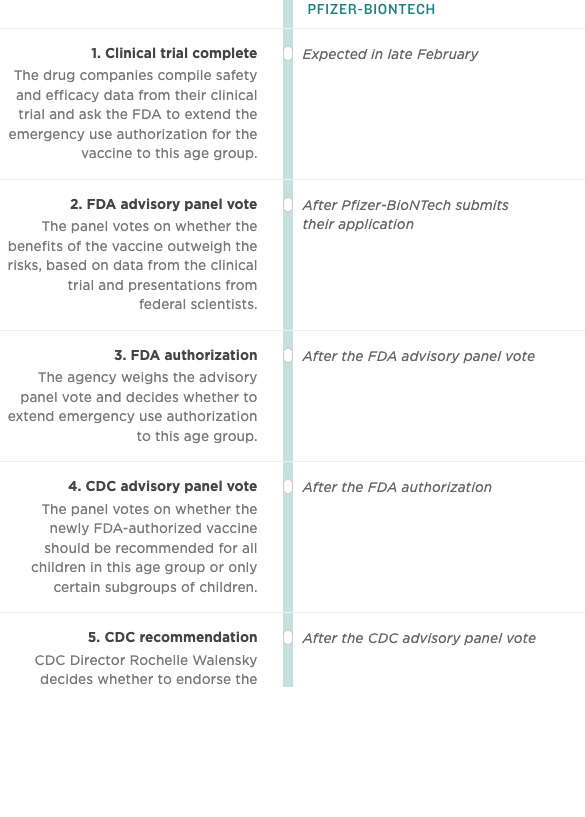 PFIZER-BIONTECH
1. Clinical trial complete
The drug companies compile safety
and efficacy data from their clinical
trial and ask the FDA to extend the
emergency use authorization for the
vaccine to this age group.
Expected in late February
2. FDA advisory panel vote
The panel votes on whether the
benefits of the vaccine outweigh the
risks, based on data from the clinical
trial and presentations from
federal scientists.
After Pfizer-BioNTech submits
their application
3. FDA authorization
The agency weighs the advisory
panel vote and decides whether to
extend emergency use authorization
to this age group.
After the FDA advisory panel vote
4. CDC advisory panel vote
The panel votes on whether the
newly FDA-authorized vaccine
should be recommended for all
children in this age group or only
certain subgroups of children.
After the FDA authorization
5. CDC recommendation
CDC Director Rochelle Walensky
decides whether to endorse the
After the CDC advisory panel vote